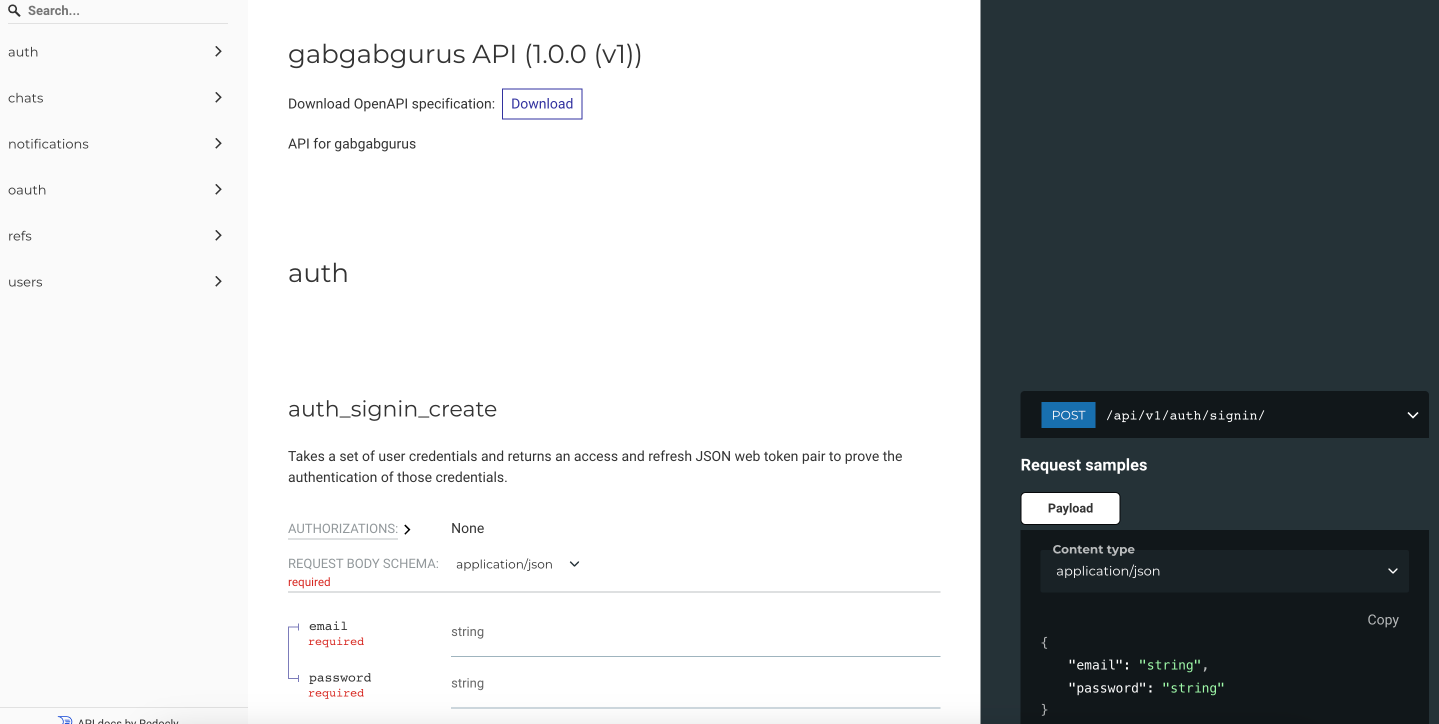 Search...
auth
chats
notifications
oauth
refs
users
API docs by Redocly
gabgabgurus API (1.0.0 (v1))
Download OpenAPI specification: Download
API for gabgabgurus
auth
auth_signin_create
Takes a set of user credentials and returns an access and refresh JSON web token pair to prove the
authentication of those credentials.
AUTHORIZATIONS: None
REQUEST BODY SCHEMA: application/json
required
email
required
string
password
required
string
POST /api/v1/auth/signin/
Request samples
Payload
Content type
application/json
Copy
{
"email": "string",
"password": "string"
}